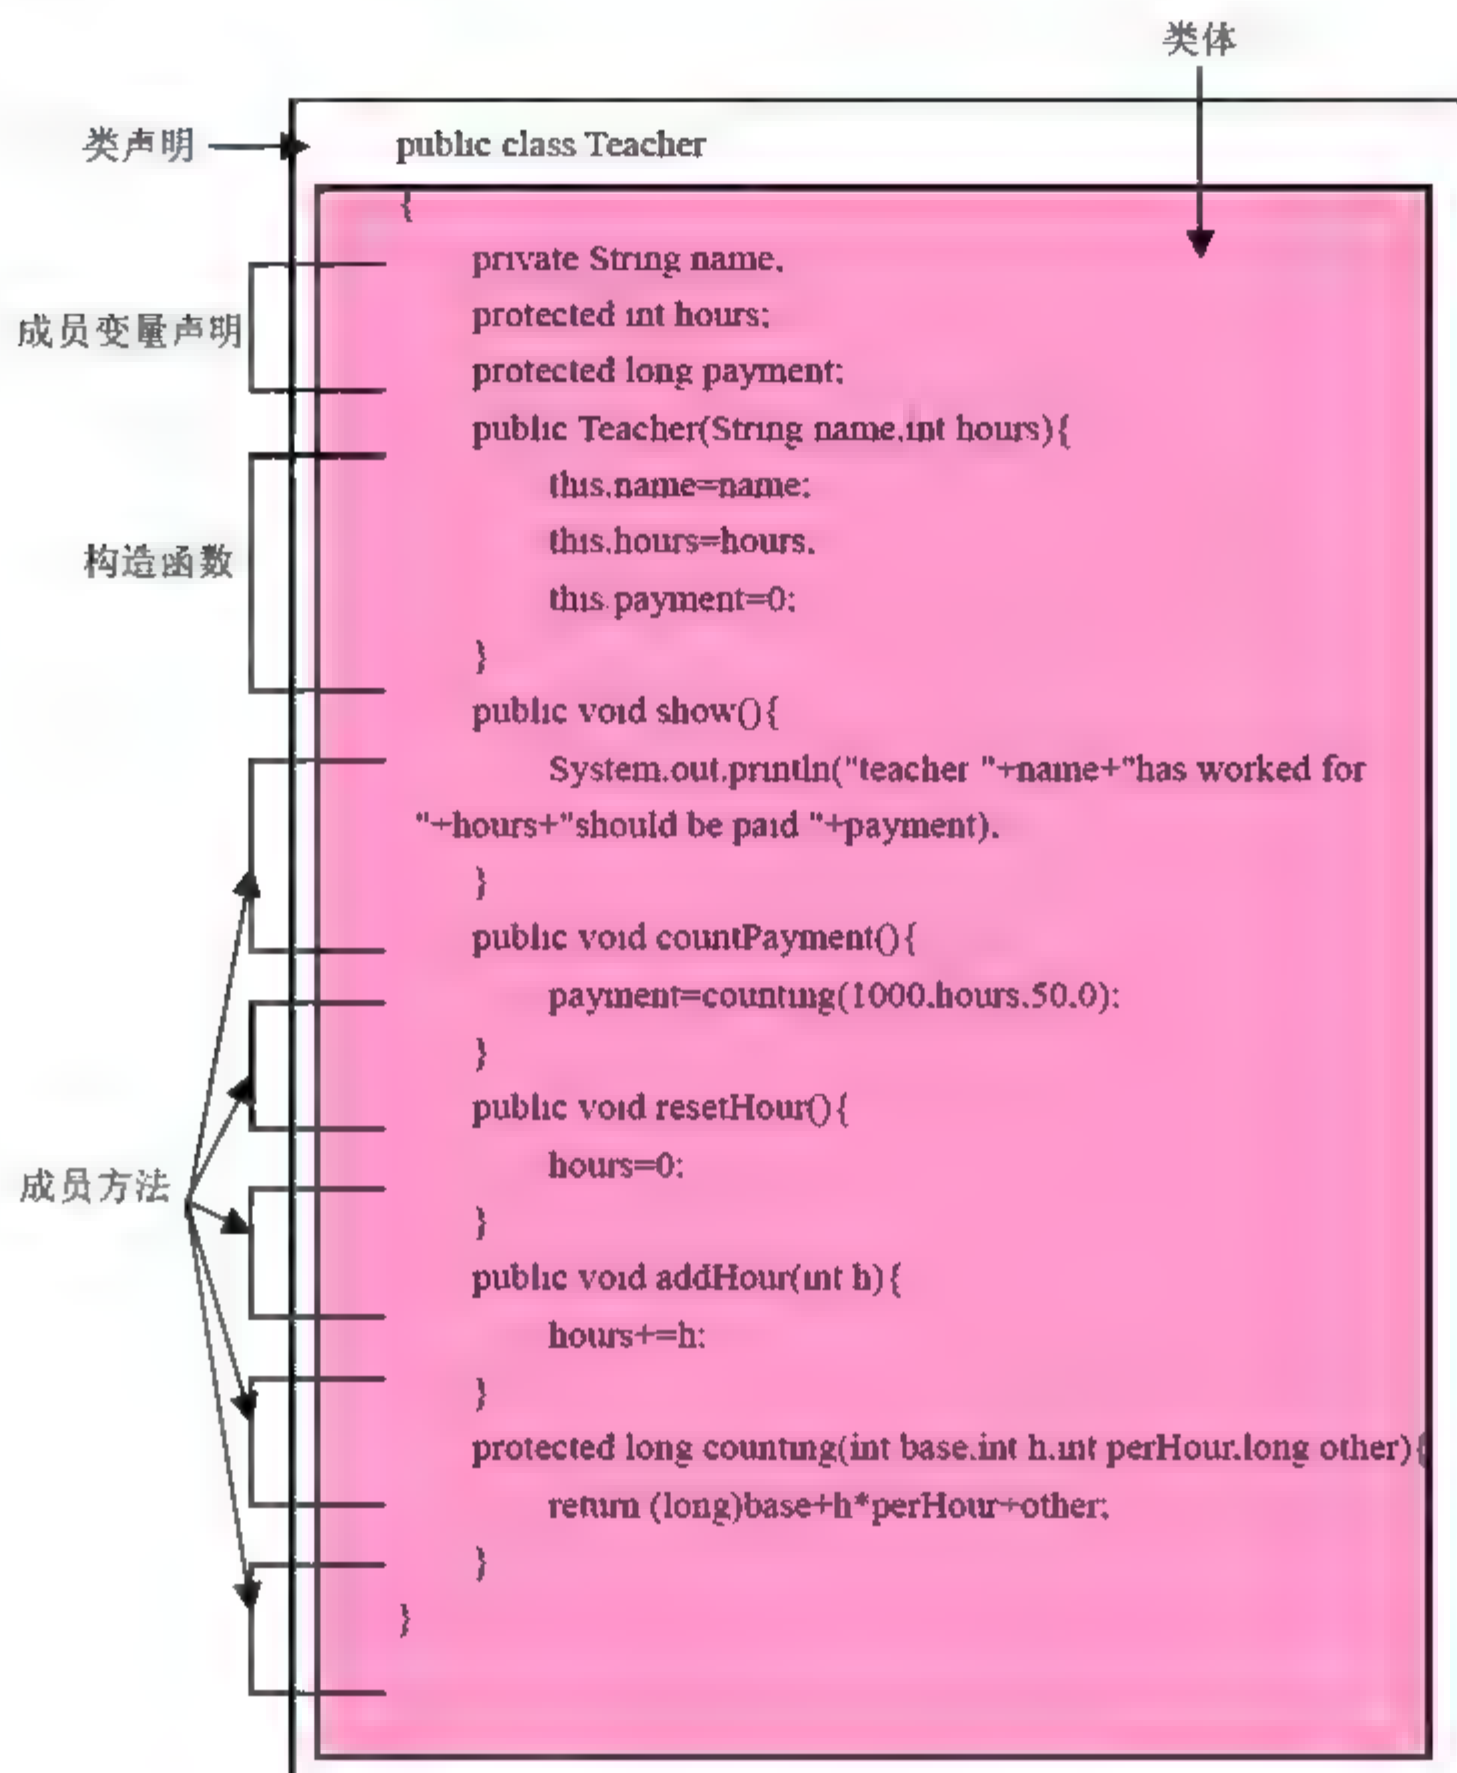 类体
类声明
public class Teacher
{
private String name;
protected int hours;
protected long payment;
成员变量声明
public Teacher(String name,int hours){
this.name=name;
this.hours=hours;
this.payment=0;
}
构造函数
public void show(){
System.out.println("teacher "+name+"has worked for
"+hours+"should be paid "+payment);
}
public void countPayment(){
payment=counting(1000,hours,50,0);
}
public void resetHour(){
hours=0;
}
成员方法
public void addHour(int h){
hours+=h;
}
protected long counting(int base,int h,int perHour,long other){
return (long)base+h*perHour+other;
}
}